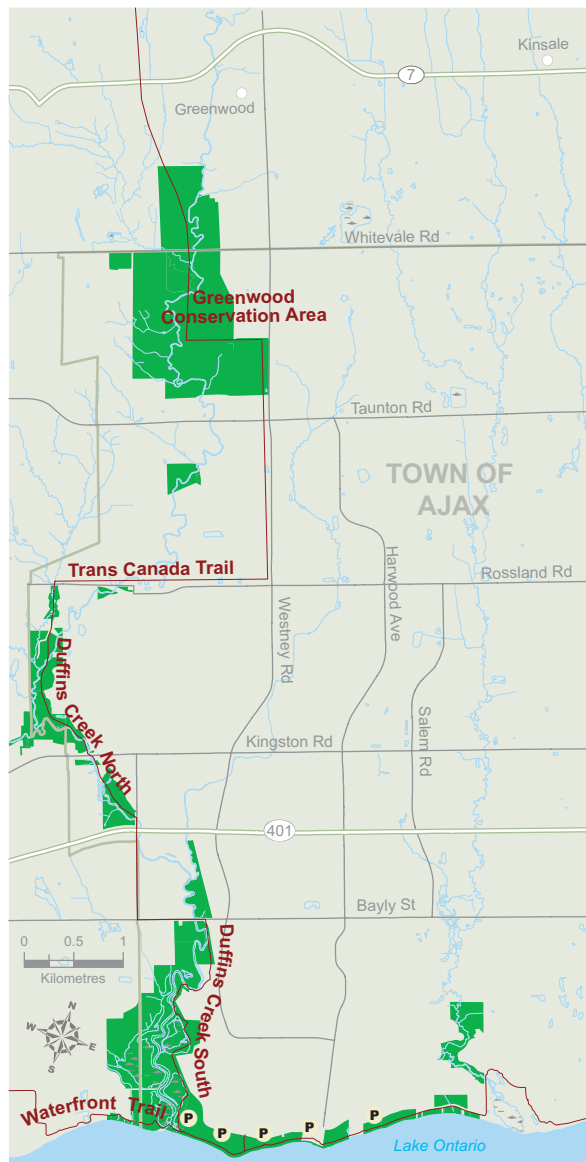 Kinsale
7
Greenwood
Whitevale Rd
Greenwood
Conservation Area
Taunton Rd
TOWN OF
AJAX
Trans Canada Trail
Rossland Rd
Harwood Ave
Westney Rd
Duffins Creek North
Salem Rd
Kingston Rd
401
Bayly St
0 0.5 1
Kilometres
Duffins Creek South
N
W
E
S
Waterfront Trail
P
P
P
P
P
Lake Ontario